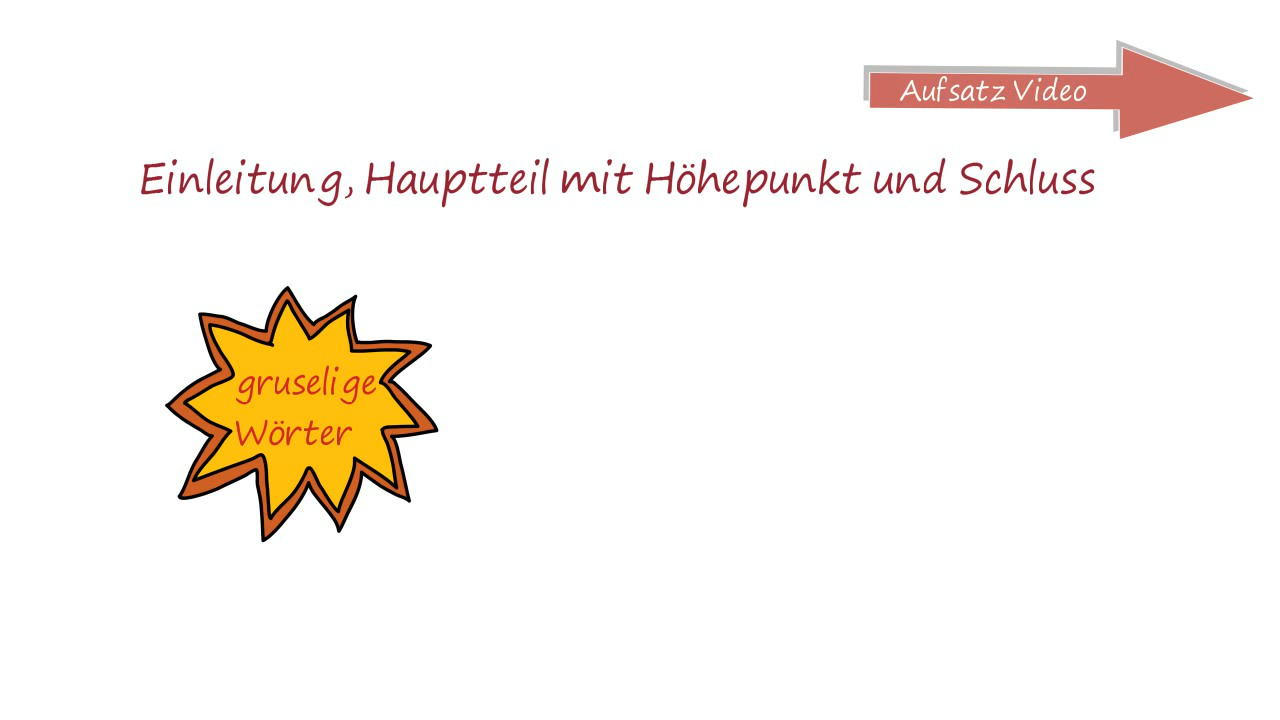 Aufsatz Video
Einleitung, Hauptteil mit Höhepunkt und Schluss
gruselige
Wörter